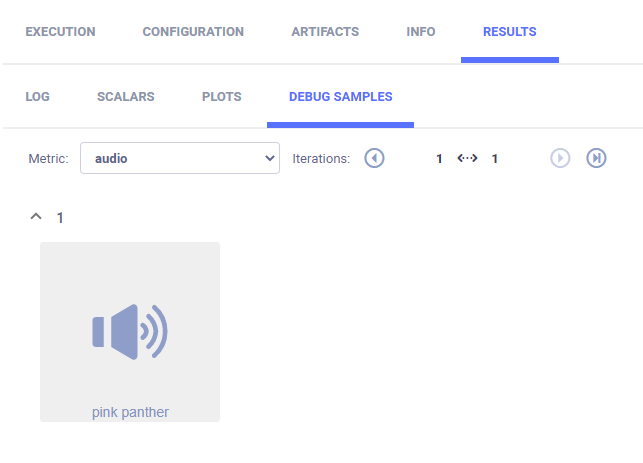 EXECUTION CONFIGURATION ARTIFACTS INFO RESULTS
LOG SCALARS PLOTS DEBUG SAMPLES
Metric: audio Iterations: 1 1
1
pink panther